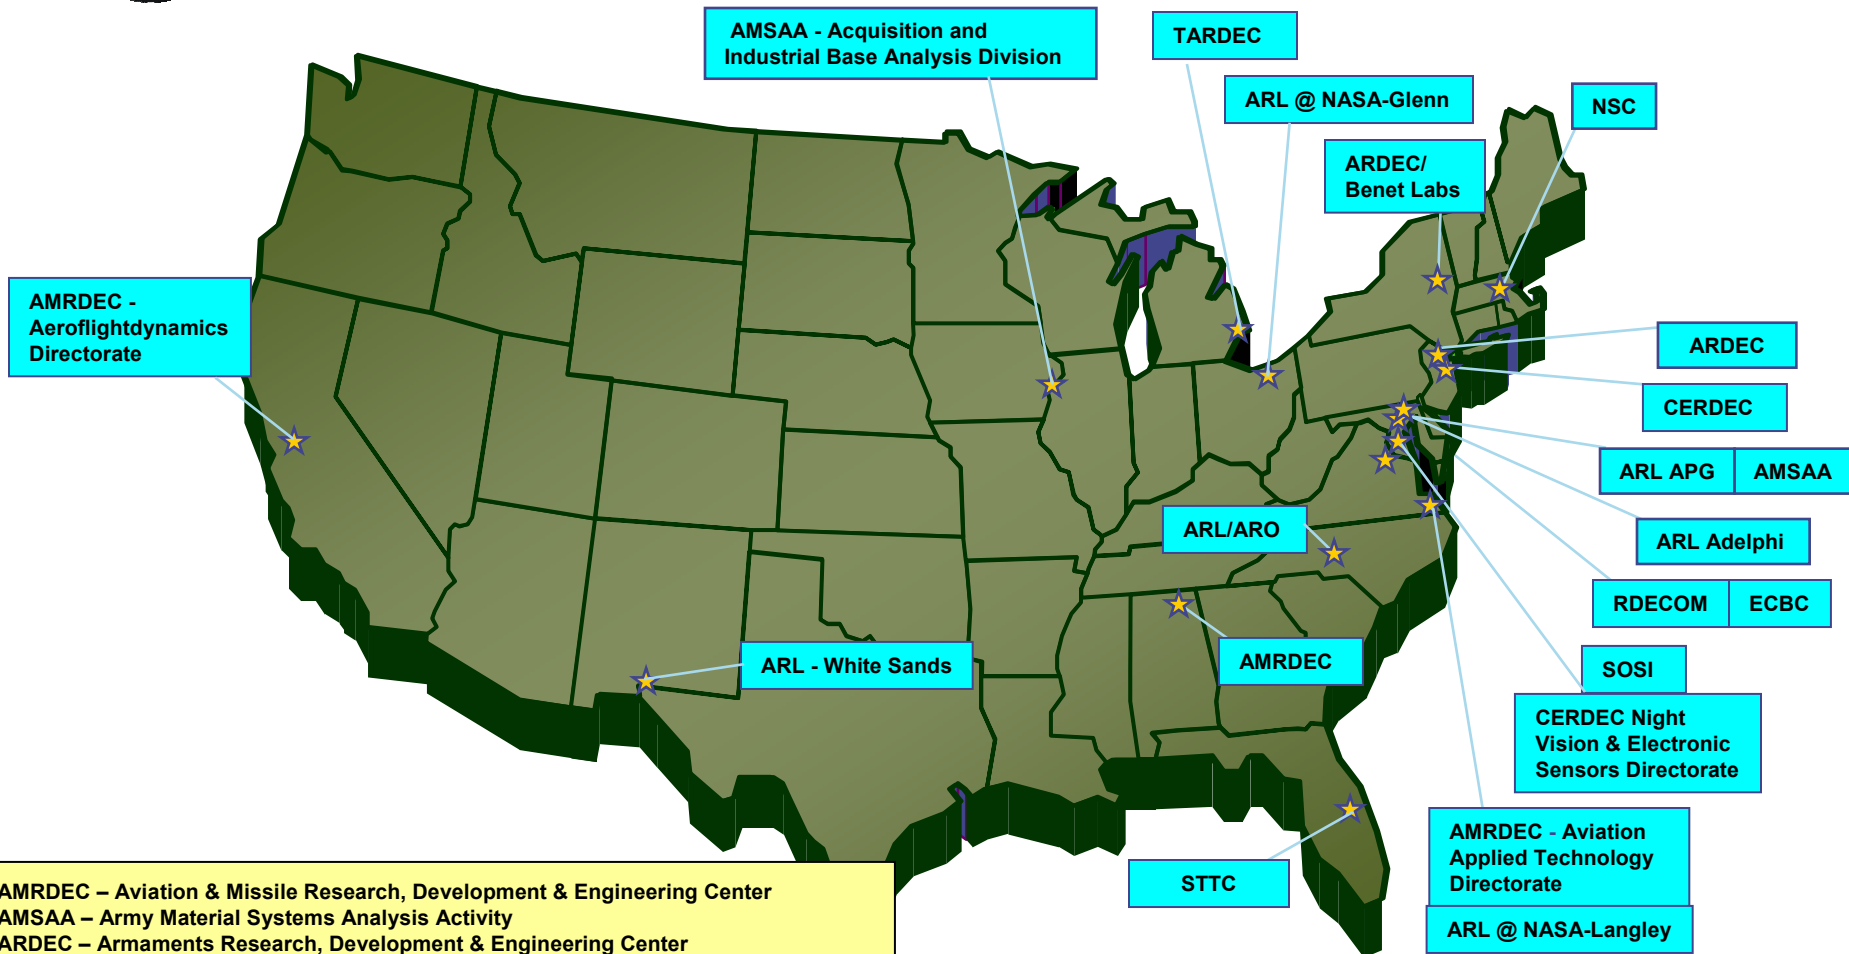 AMSAA - Acquisition and
Industrial Base Analysis Division
TARDEC
ARL @ NASA-Glenn
NSC
ARDEC/
Benet Labs
AMRDEC -
Aeroflightdynamics
Directorate
ARDEC
CERDEC
ARL APG AMSAA
ARL/ARO
ARL Adelphi
RDECOM ECBC
ARL - White Sands
AMRDEC
SOSI
CERDEC Night
Vision & Electronic
Sensors Directorate
AMRDEC - Aviation
Applied Technology
Directorate
STTC
ARL @ NASA-Langley
AMRDEC – Aviation & Missile Research, Development & Engineering Center
AMSAA – Army Material Systems Analysis Activity
ARDEC – Armaments Research, Development & Engineering Center